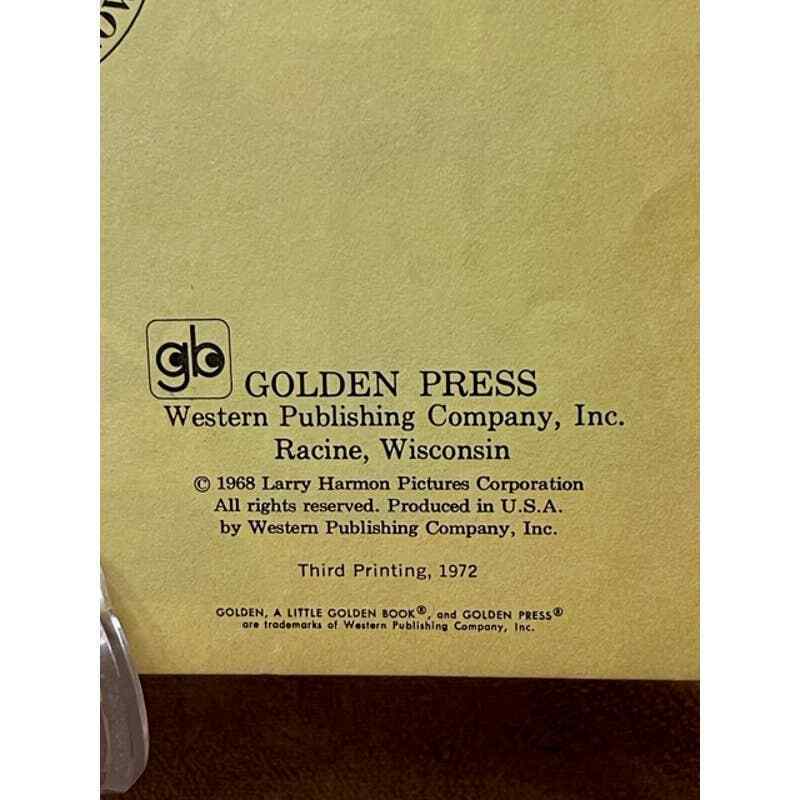 gb
GOLDEN PRESS
Western Publishing Company, Inc.
Racine, Wisconsin
© 1968 Larry Harmon Pictures Corporation
All rights reserved. Produced in U.S.A.
by Western Publishing Company, Inc.
Third Printing, 1972
GOLDEN, A LITTLE GOLDEN BOOK®, and GOLDEN PRESS®
are trademarks of Western Publishing Company, Inc.